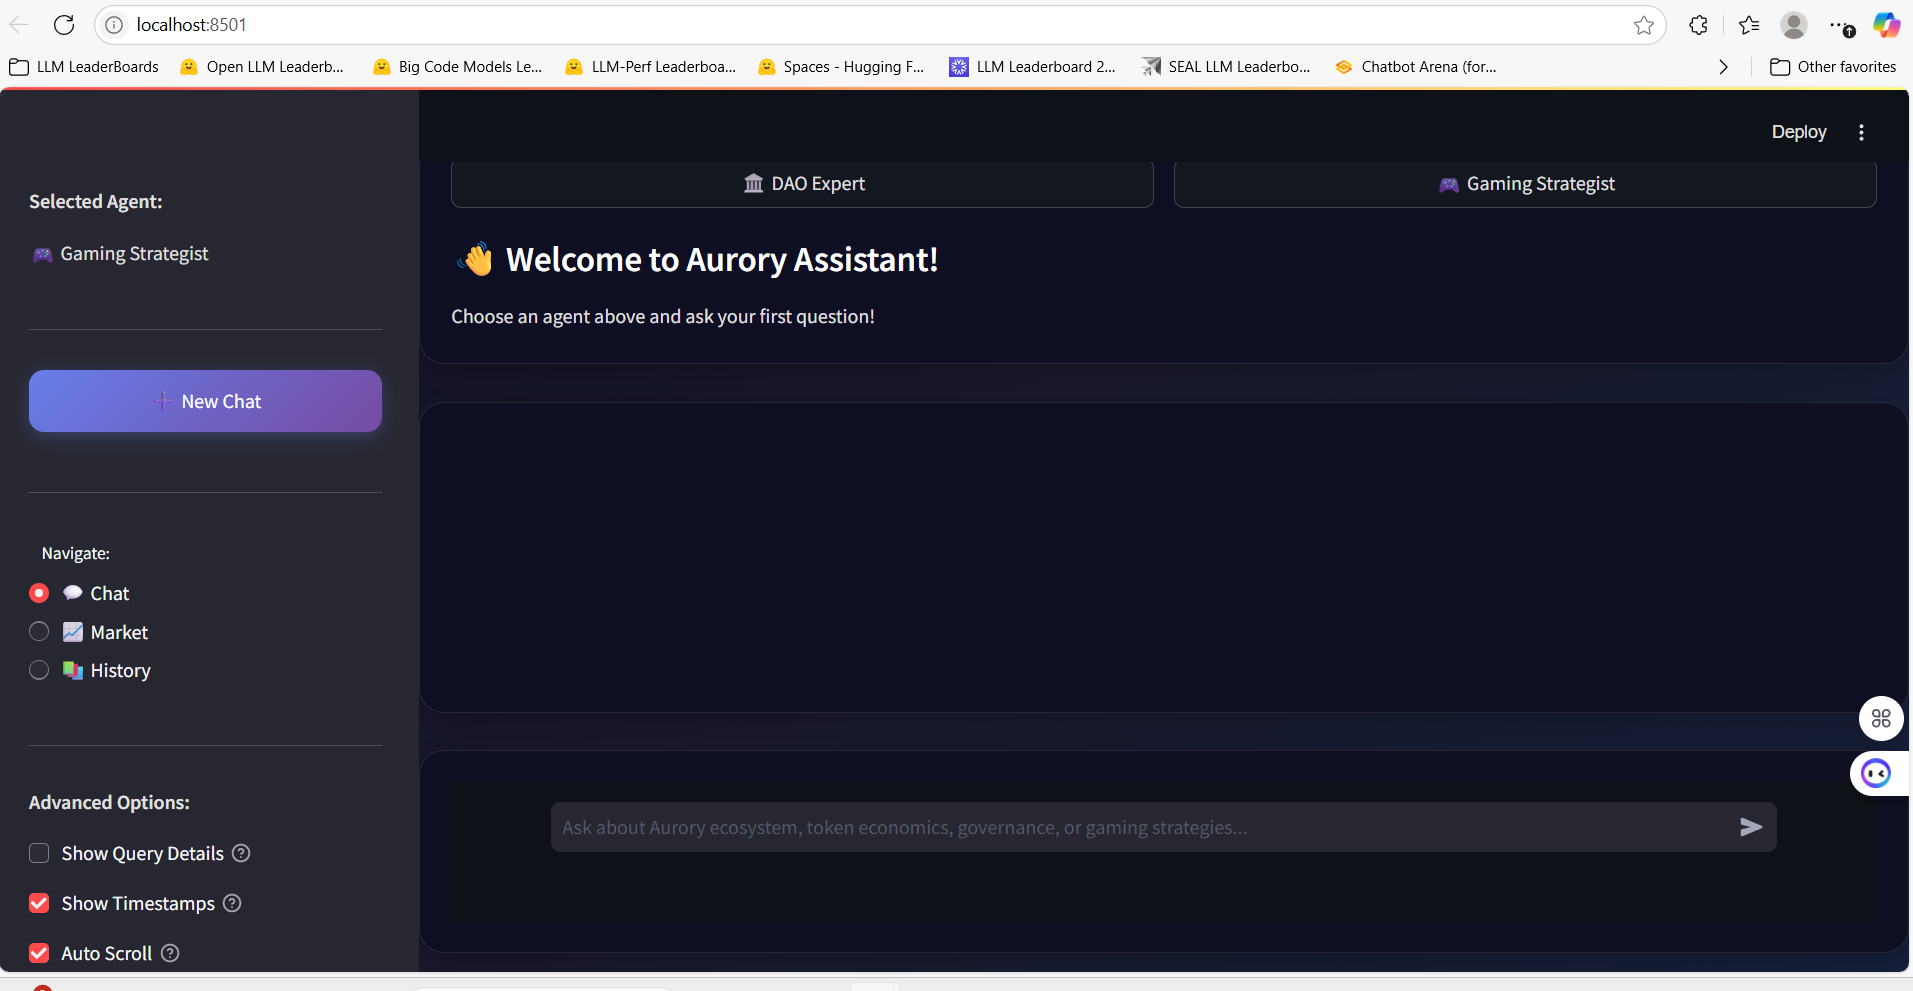 localhost:8501
LLM LeaderBoards
Open LLM Leaderb...
Big Code Models Le...
LLM-Perf Leaderboa...
Spaces - Hugging F...
LLM Leaderboard 2...
SEAL LLM Leaderbo...
Chatbot Arena (for...
Other favorites
Deploy
Selected Agent:
Gaming Strategist
New Chat
Navigate:
Chat
Market
History
Advanced Options:
Show Query Details
Show Timestamps
Auto Scroll
DAO Expert
Gaming Strategist
Welcome to Aurory Assistant!
Choose an agent above and ask your first question!
Ask about Aurory ecosystem, token economics, governance, or gaming strategies...